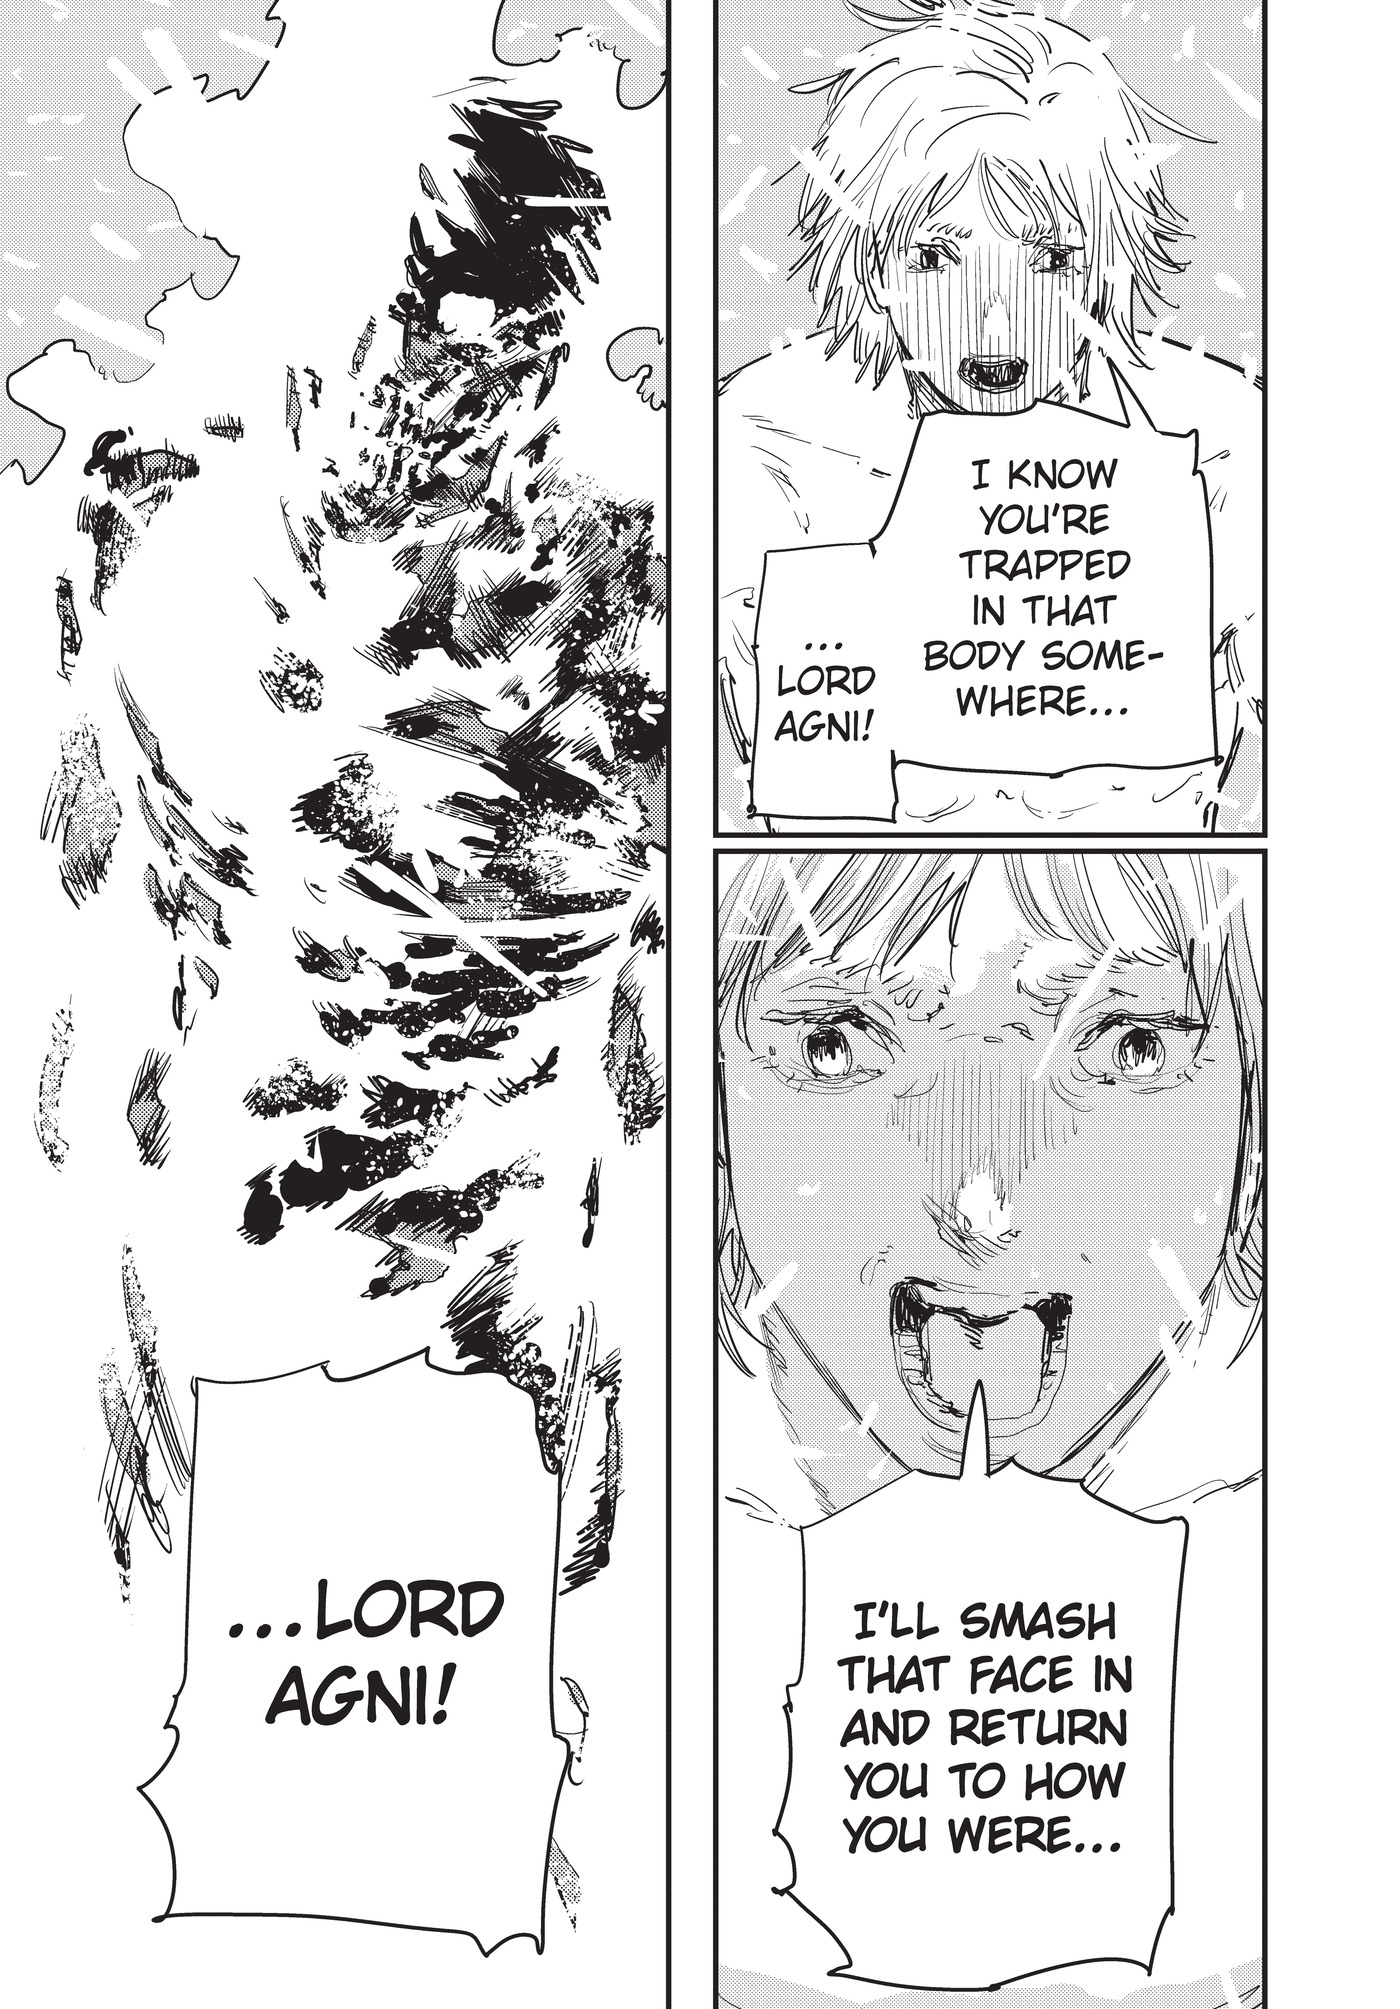 I KNOW
YOU'RE
TRAPPED
IN THAT
BODY SOME-
WHERE...
...
LORD
AGNI!
I'LL SMASH
THAT FACE IN
AND RETURN
YOU TO HOW
YOU WERE...
...LORD
AGNI!